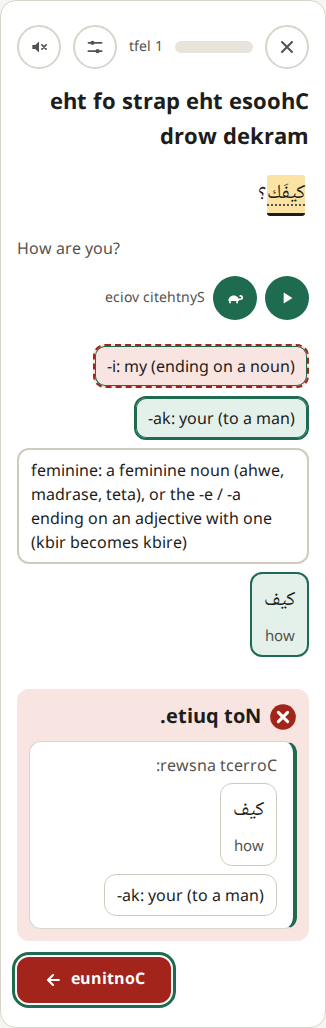 tfel 1
eht fo strap eht esoohC
drow dekram
كيفَك؟
How are you?
eciov citehtnyS
-i: my (ending on a noun)
-ak: your (to a man)
feminine: a feminine noun (ahwe,
madrase, teta), or the -e / -a
ending on an adjective with one
(kbir becomes kbire)
كيف
how
.etiuq toN
:rewsna tcerroC
كيف
how
-ak: your (to a man)
eunitnoC